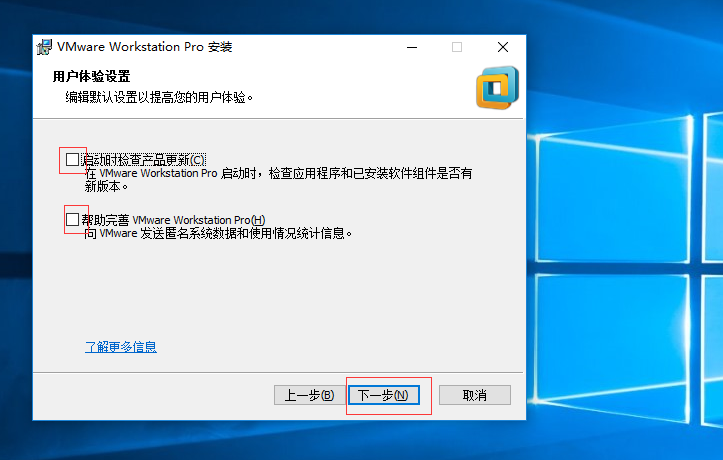 VMware Workstation Pro 安装
用户体验设置
编辑默认设置以提高您的用户体验。
启动时检查产品更新(C)
在 VMware Workstation Pro 启动时，检查应用程序和已安装软件组件是否有
新版本。
帮助完善 VMware Workstation Pro(H)
向 VMware 发送匿名系统数据和使用情况统计信息。
了解更多信息
上一步(B)
下一步(N)
取消